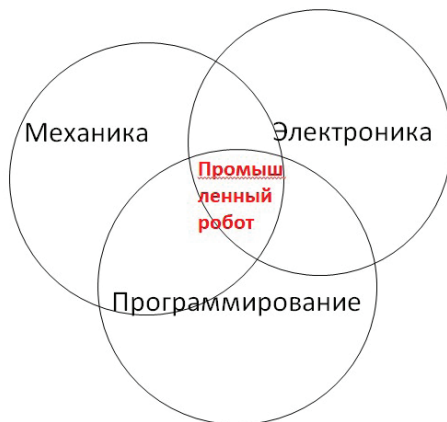 Механика
Электроника
Промыш
ленный
робот
Программирование